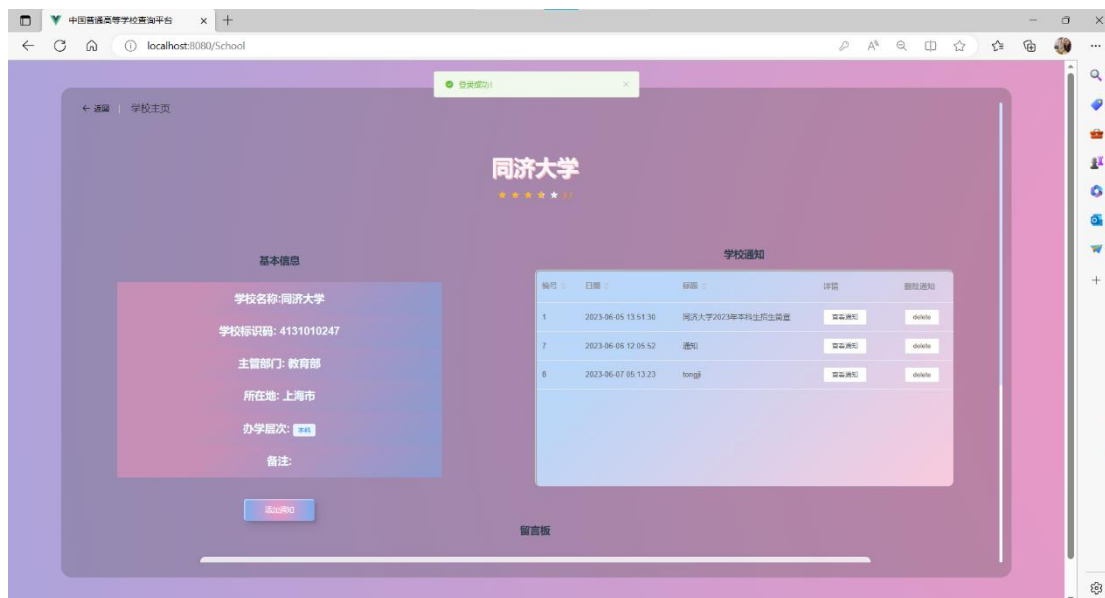 中国普通高等学校查询平台
localhost:8080/School
登录成功!
← 返回 | 学校主页
同济大学
基本信息
学校名称:同济大学
学校标识码: 4131010247
主管部门: 教育部
所在地: 上海市
办学层次: 本科
备注:
添加通知
学校通知
编号 日期 标题 详情 删除通知
1 2023-06-05 13:51:30 同济大学2023年本科生招生简章 查看通知 delete
7 2023-06-06 12:05:52 通知 查看通知 delete
8 2023-06-07 05:13:23 tongji 查看通知 delete
留言板